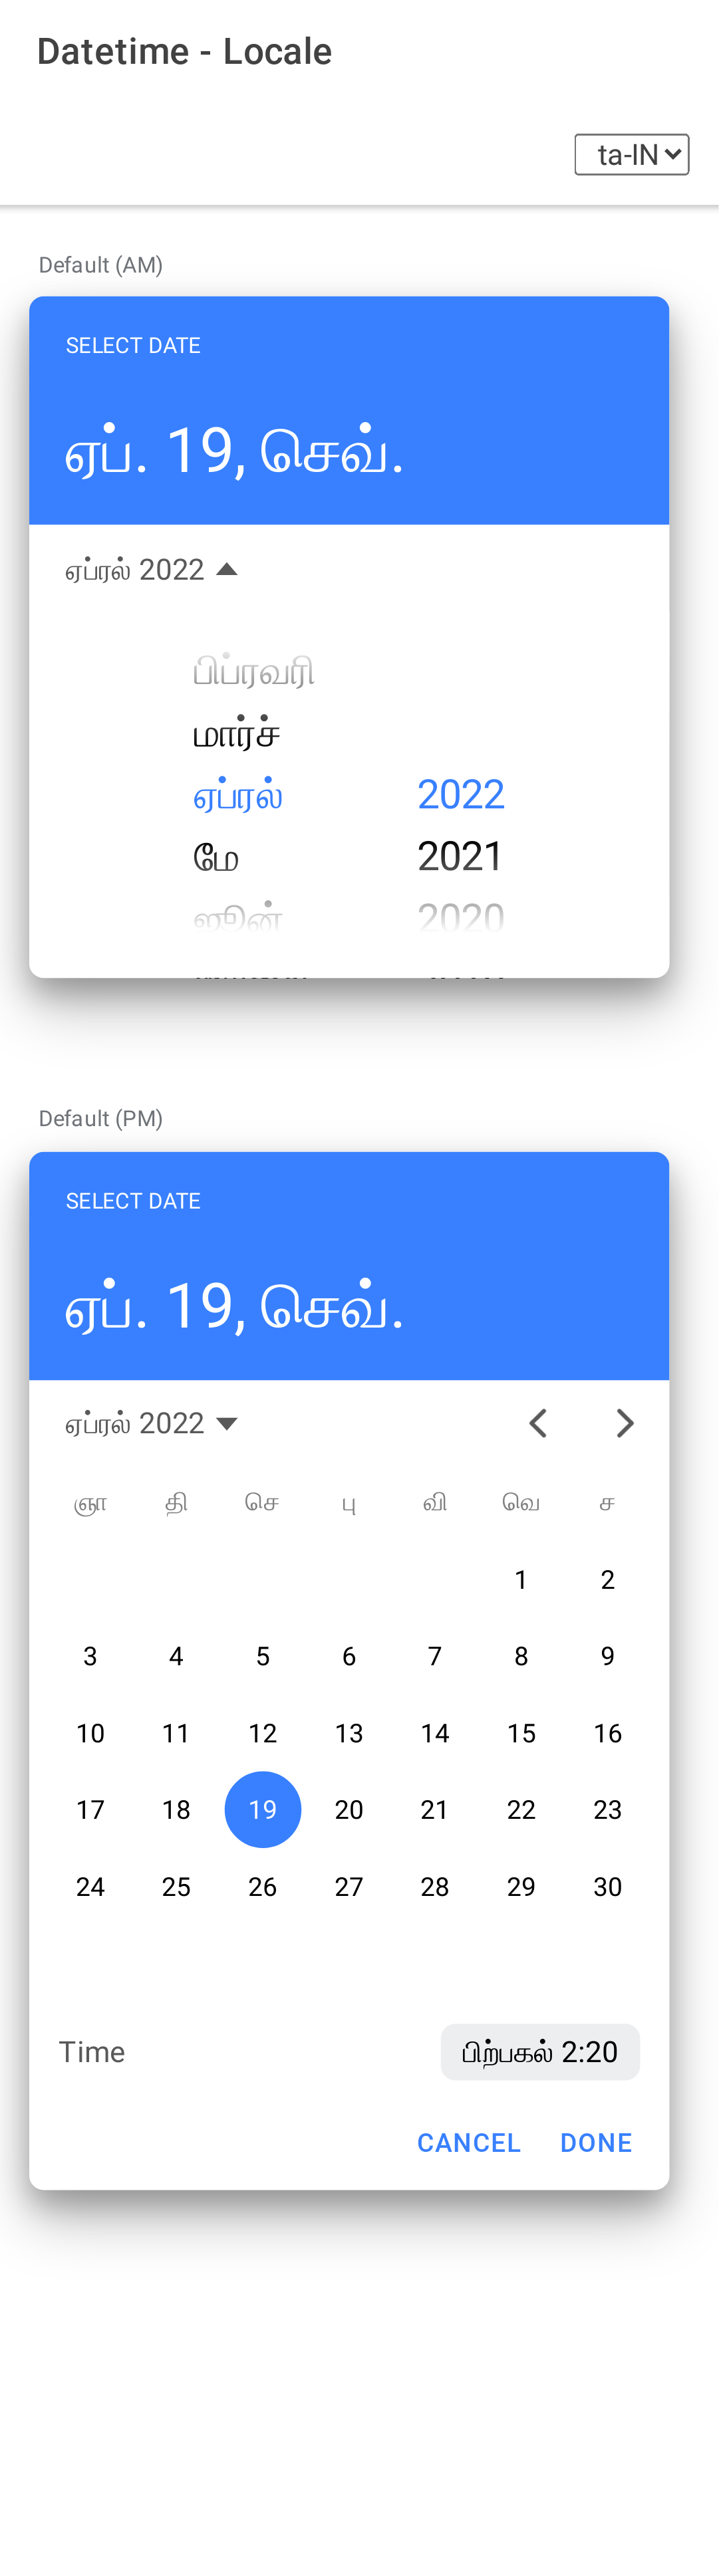 Datetime - Locale
ta-IN
Default (AM)
SELECT DATE
ஏப். 19, செவ்.
ஏப்ரல் 2022
பிப்ரவரி
மார்ச்
ஏப்ரல் 2022
மே 2021
ஜூன் 2020
Default (PM)
SELECT DATE
ஏப். 19, செவ்.
ஏப்ரல் 2022
ஞா தி செ பு வி வெ ச
1 2
3 4 5 6 7 8 9
10 11 12 13 14 15 16
17 18 19 20 21 22 23
24 25 26 27 28 29 30
Time பிற்பகல் 2:20
CANCEL DONE